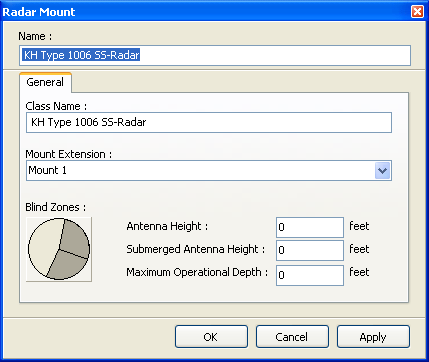 Radar Mount
Name :
KH Type 1006 SS-Radar
General
Class Name :
KH Type 1006 SS-Radar
Mount Extension :
Mount 1
Blind Zones :
Antenna Height : 0 feet
Submerged Antenna Height : 0 feet
Maximum Operational Depth : 0 feet
OK Cancel Apply